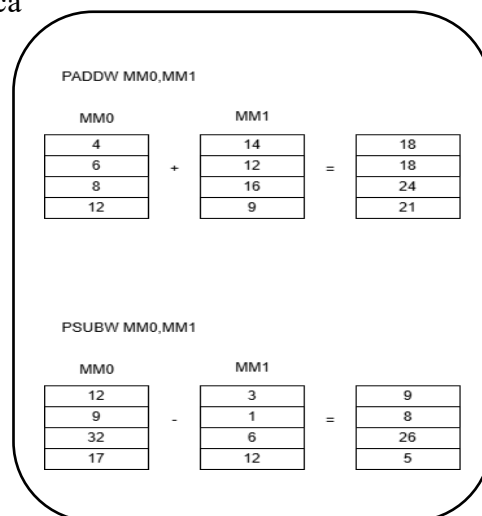 PADDW MM0,MM1
MM0 MM1
4 14 18
6 + 12 = 18
8 16 24
12 9 21
PSUBW MM0,MM1
MM0 MM1
12 3 9
9 - 1 = 8
32 6 26
17 12 5